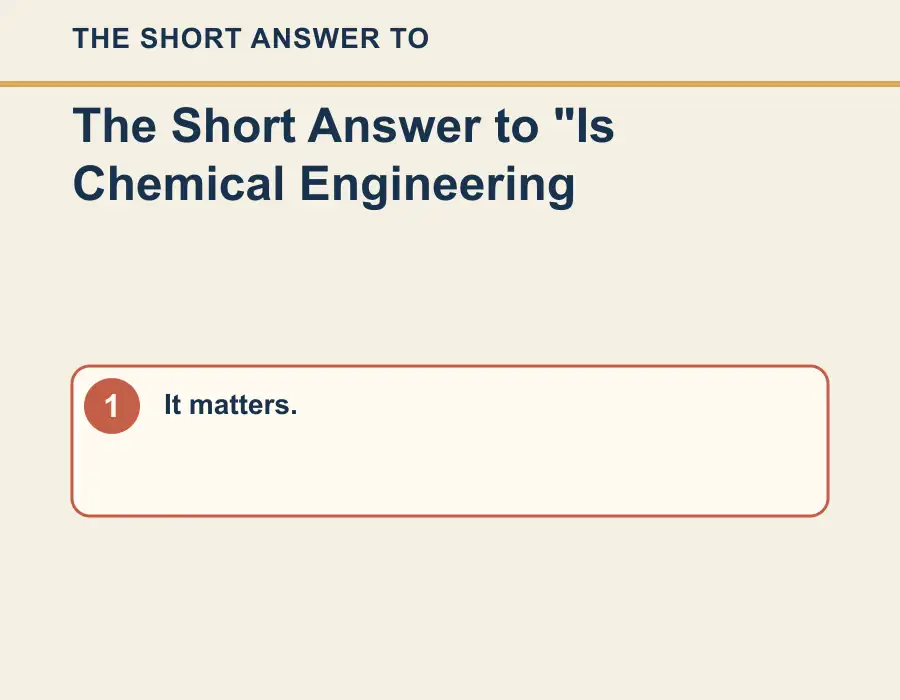 THE SHORT ANSWER TO
The Short Answer to "Is
Chemical Engineering
1 It matters.